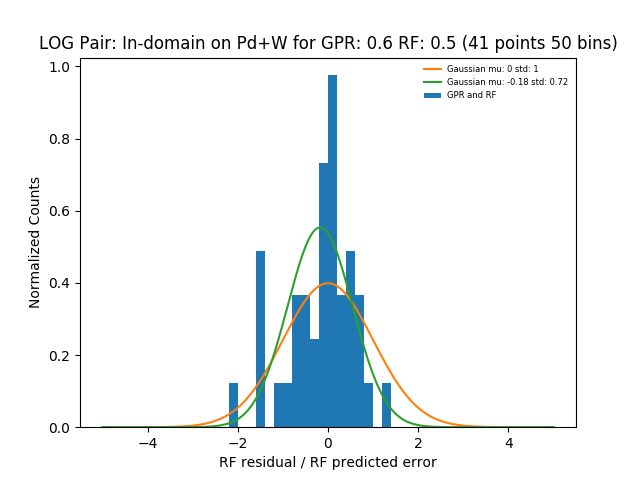 LOG Pair: In-domain on Pd+W for GPR: 0.6 RF: 0.5 (41 points 50 bins)
Gaussian mu: 0 std: 1
Gaussian mu: -0.18 std: 0.72
GPR and RF
Normalized Counts
1.0
0.8
0.6
0.4
0.2
0.0
−4
−2
0
2
4
RF residual / RF predicted error